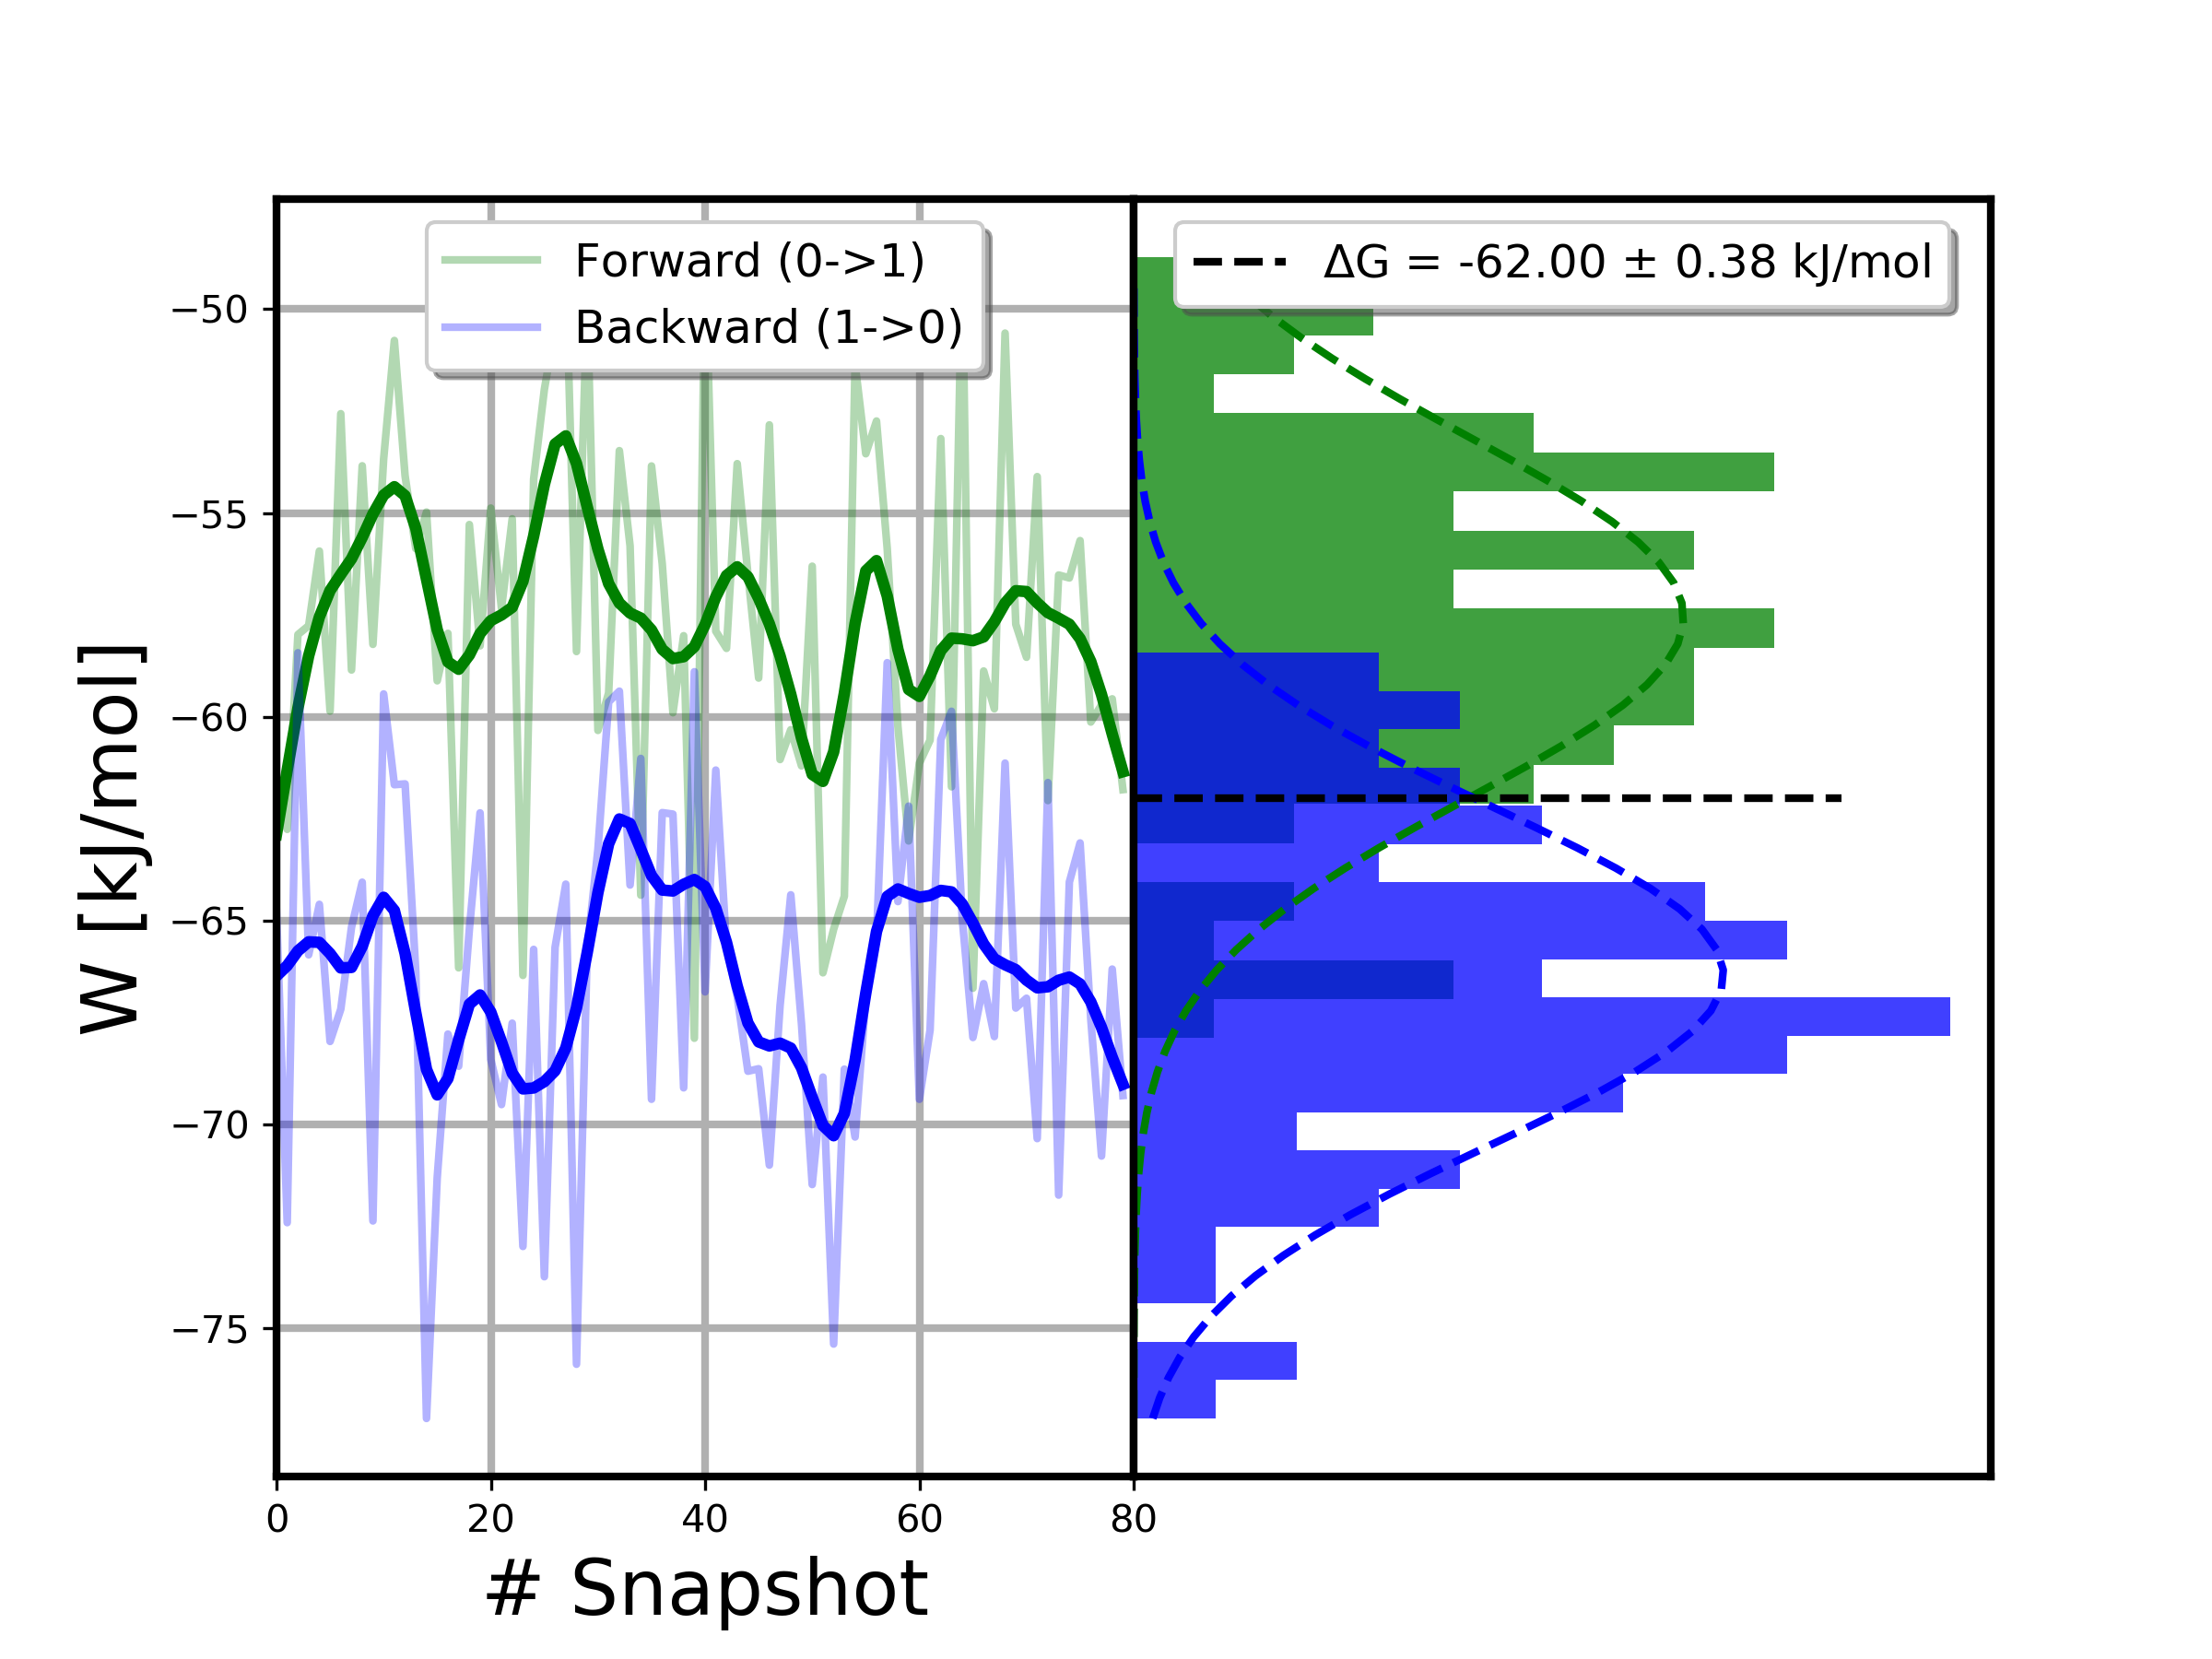 Forward (0->1)
Backward (1->0)
ΔG = -62.00 ± 0.38 kJ/mol
W [kJ/mol]
−50
−55
−60
−65
−70
−75
0 20 40 60 80
# Snapshot